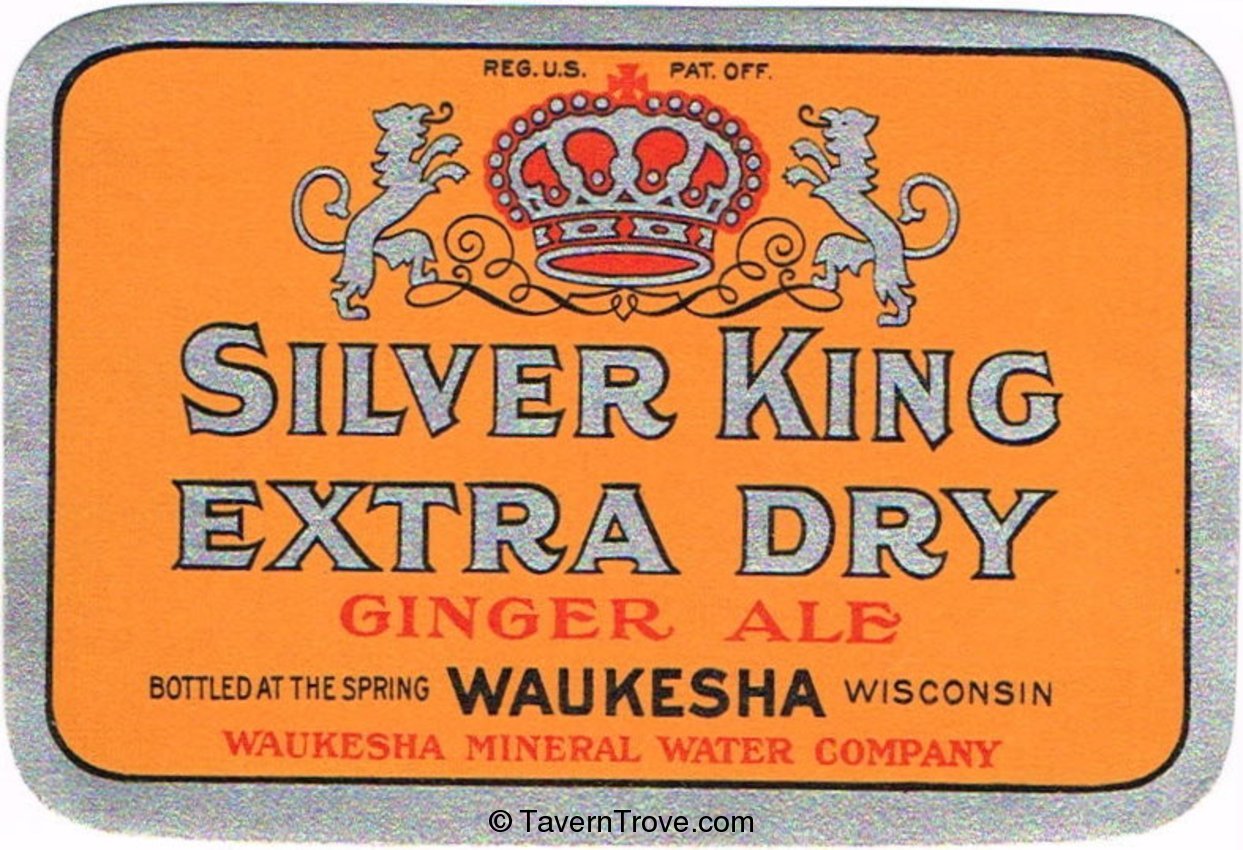 REG. U.S. PAT. OFF.
SILVER KING
EXTRA DRY
GINGER ALE
BOTTLED AT THE SPRING WAUKESHA WISCONSIN
WAUKESHA MINERAL WATER COMPANY
© TavernTrove.com